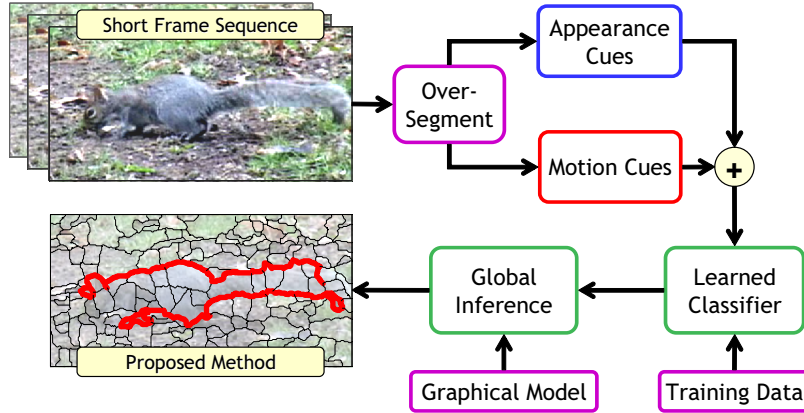 Short Frame Sequence
Over-
Segment
Appearance
Cues
Motion Cues
+
Learned
Classifier
Training Data
Global
Inference
Graphical Model
Proposed Method